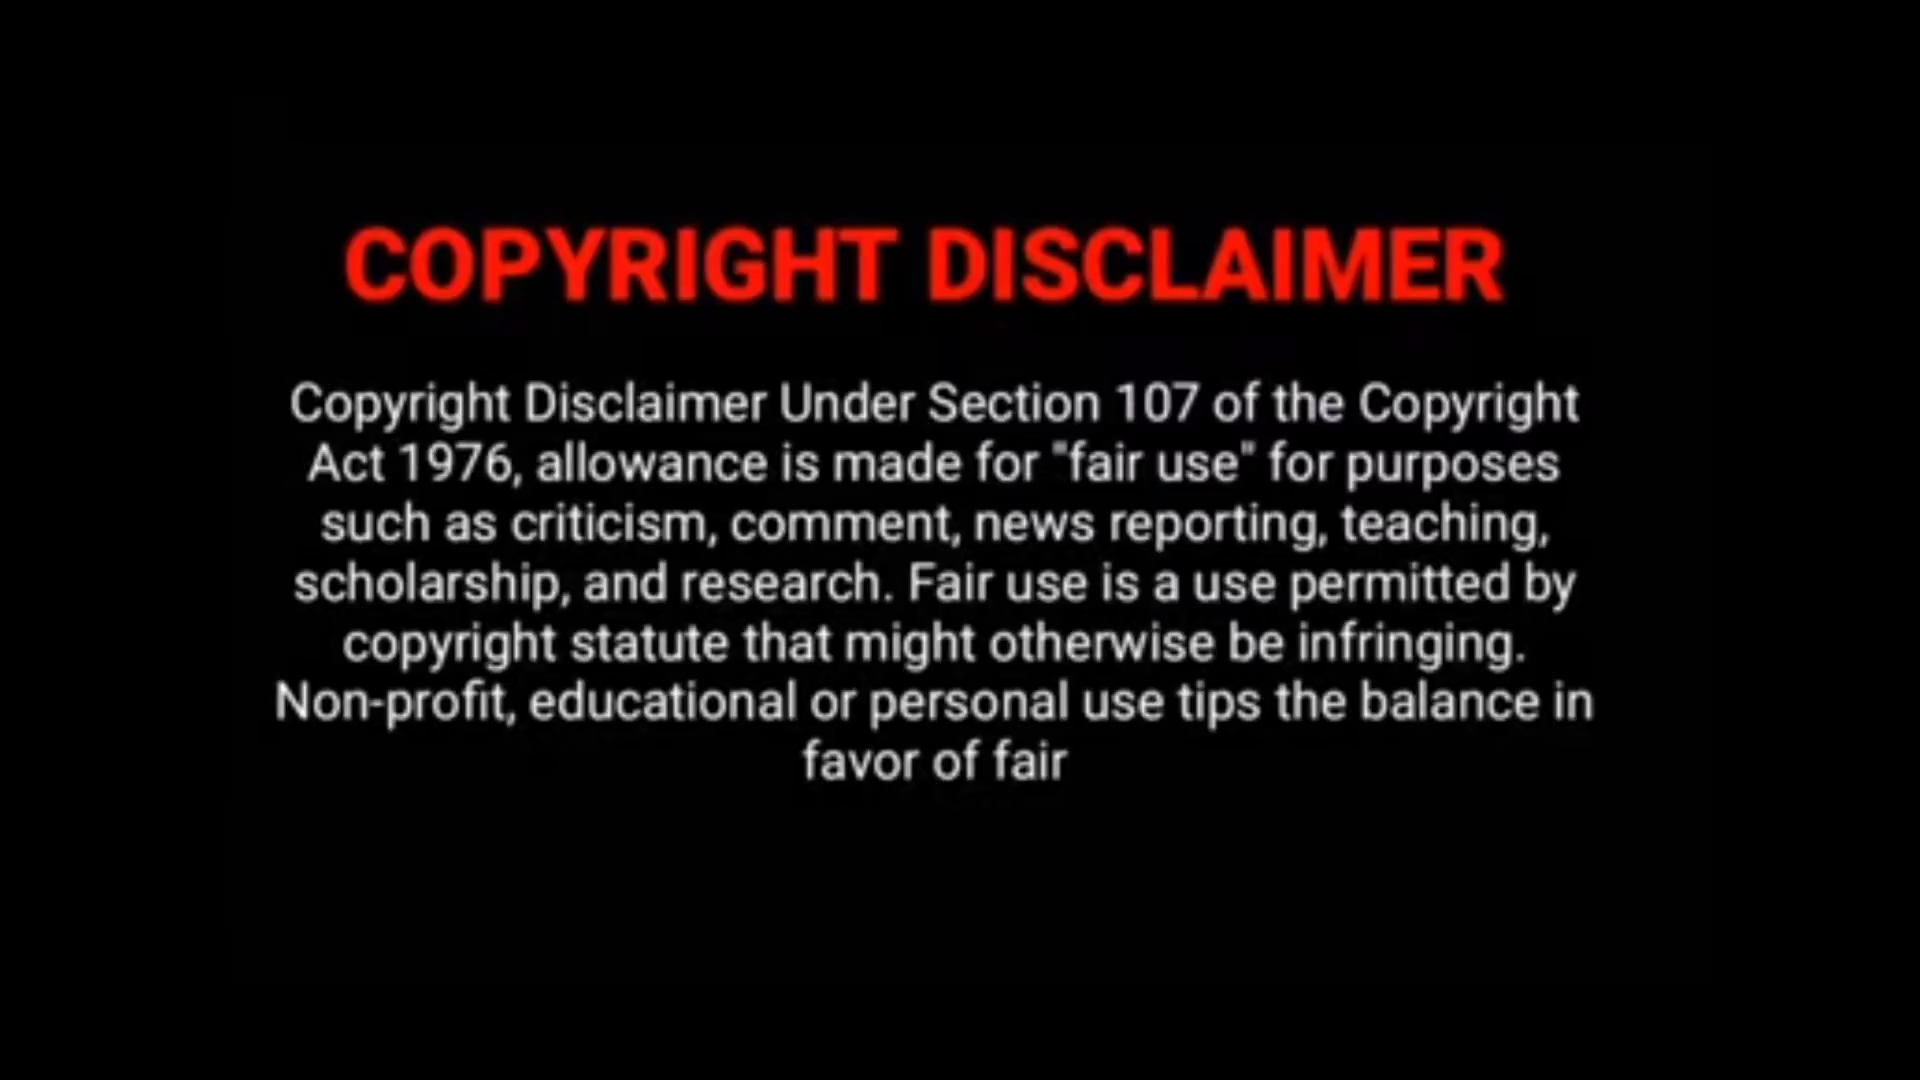 COPYRIGHT DISCLAIMER
Copyright Disclaimer Under Section 107 of the Copyright
Act 1976, allowance is made for "fair use" for purposes
such as criticism, comment, news reporting, teaching,
scholarship, and research. Fair use is a use permitted by
copyright statute that might otherwise be infringing.
Non-profit, educational or personal use tips the balance in
favor of fair